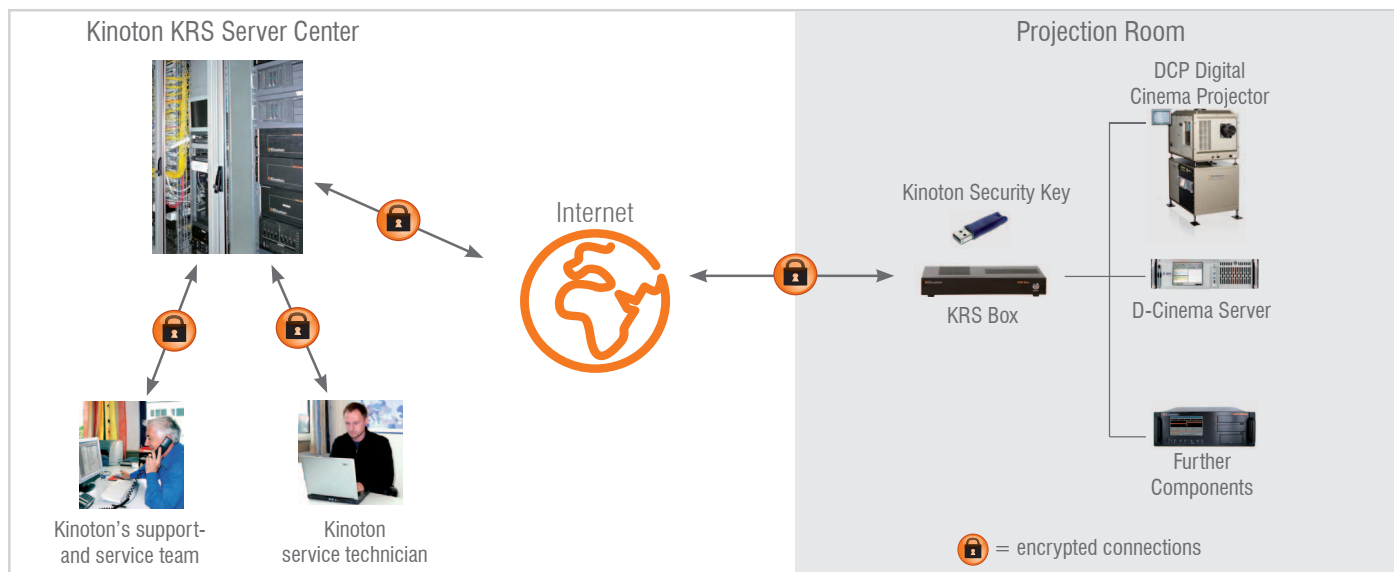 Kinoton KRS Server Center
Projection Room
DCP Digital
Cinema Projector
Kinoton Security Key
Internet
KRS Box
D-Cinema Server
Further
Components
Kinoton's support-
and service team
Kinoton
service technician
= encrypted connections